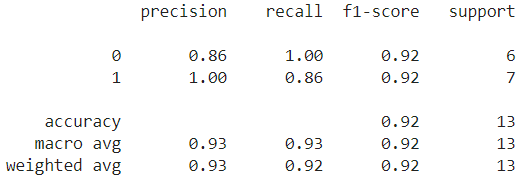 precision recall f1-score support
0 0.86 1.00 0.92 6
1 1.00 0.86 0.92 7
accuracy 0.92 13
macro avg 0.93 0.93 0.92 13
weighted avg 0.93 0.92 0.92 13